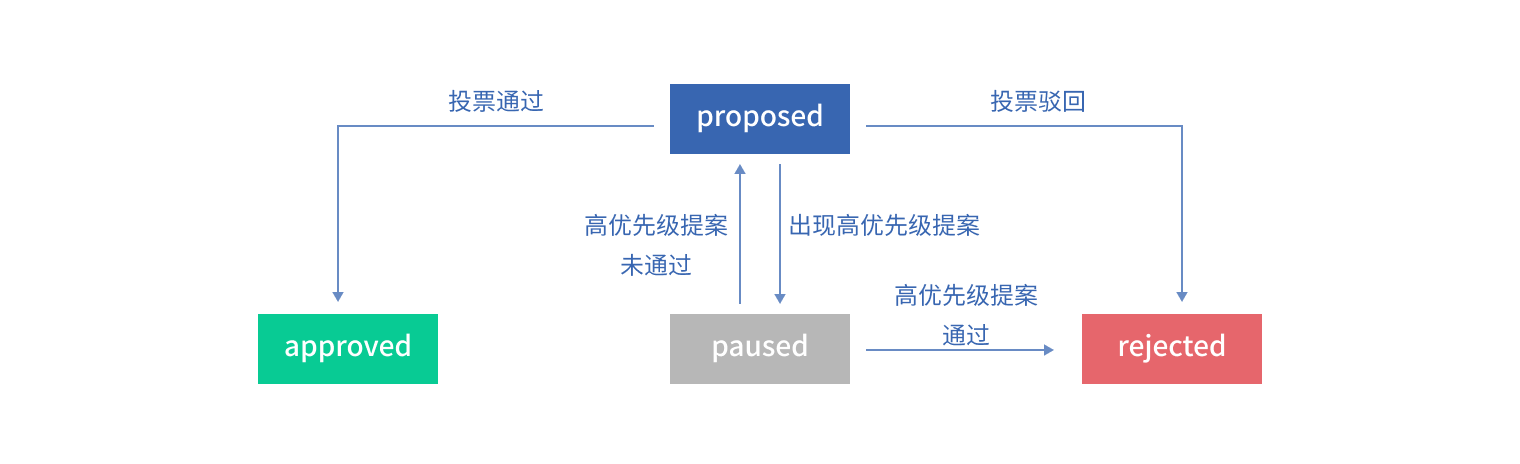 投票通过
proposed
投票驳回
高优先级提案
未通过
出现高优先级提案
高优先级提案
通过
approved
paused
rejected